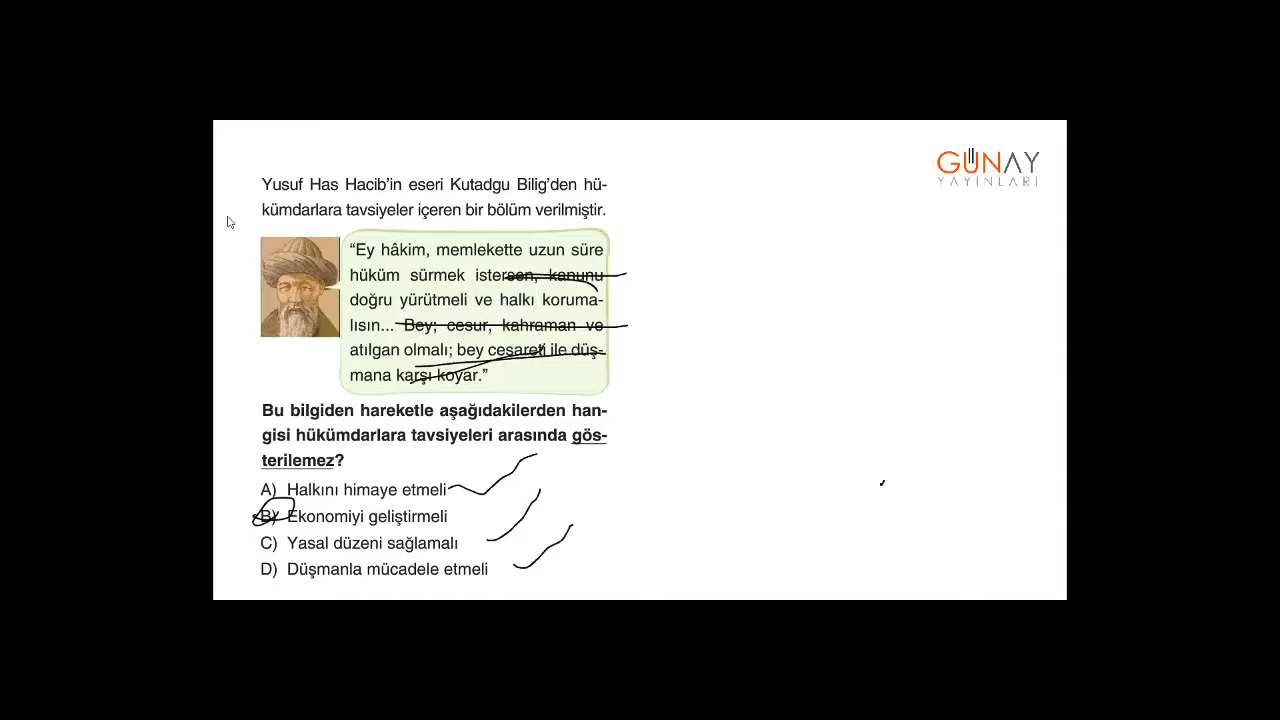 GÜNAY
YAYINLARI
Yusuf Has Hacib'in eseri Kutadgu Bilig'den hü-
kümdarlara tavsiyeler içeren bir bölüm verilmiştir.
"Ey hâkim, memlekette uzun süre
hüküm sürmek istersen, kanunu
doğru yürütmeli ve halkı koruma-
lısın... Bey; cesur, kahraman ve
atılgan olmalı; bey cesareti ile düş-
mana karşı koyar."
Bu bilgiden hareketle aşağıdakilerden han-
gisi hükümdarlara tavsiyeleri arasında gös-
terilemez?
A) Halkını himaye etmeli
B) Ekonomiyi geliştirmeli
C) Yasal düzeni sağlamalı
D) Düşmanla mücadele etmeli